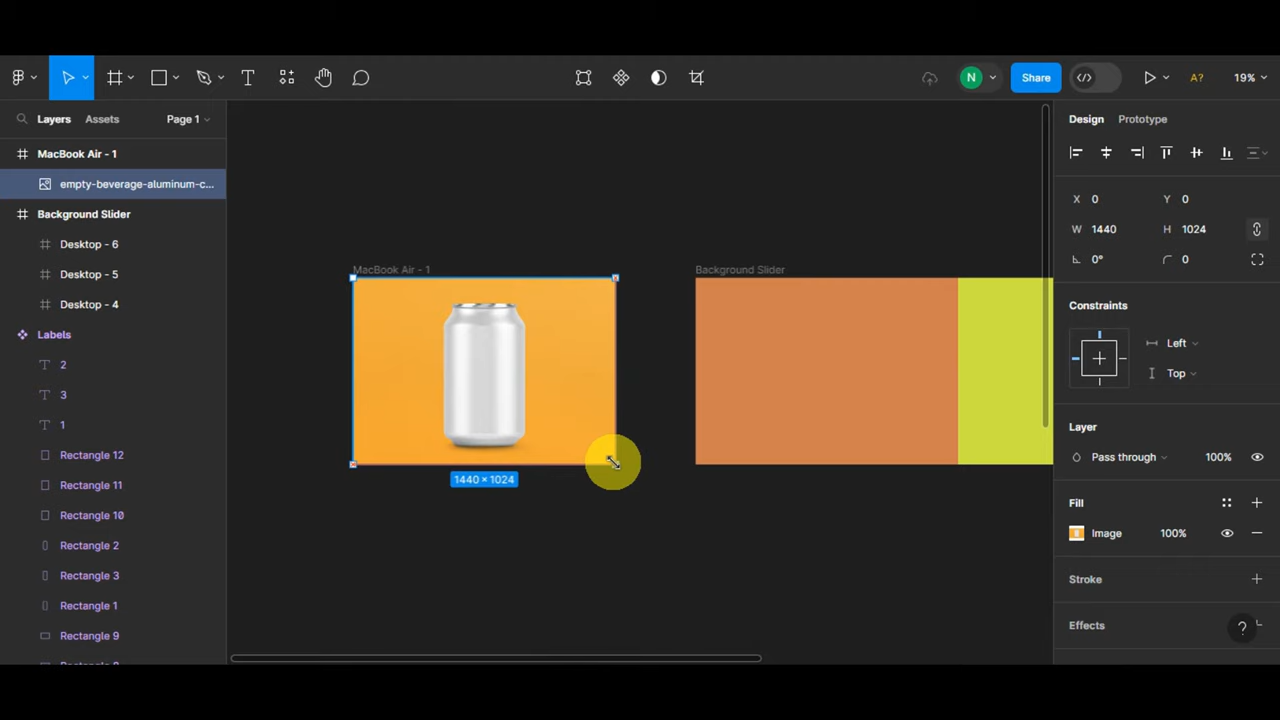 N
Share
A?
19%
Layers
Assets
Page 1
Design
Prototype
MacBook Air - 1
empty-beverage-aluminum-c...
Background Slider
Desktop - 6
Desktop - 5
Desktop - 4
Labels
2
3
1
Rectangle 12
Rectangle 11
Rectangle 10
Rectangle 2
Rectangle 3
Rectangle 1
Rectangle 9
MacBook Air - 1
Background Slider
1440 × 1024
X 0 Y 0
W 1440 H 1024
0° 0
Constraints
Left
Top
Layer
Pass through 100%
Fill
Image 100%
Stroke
Effects
?